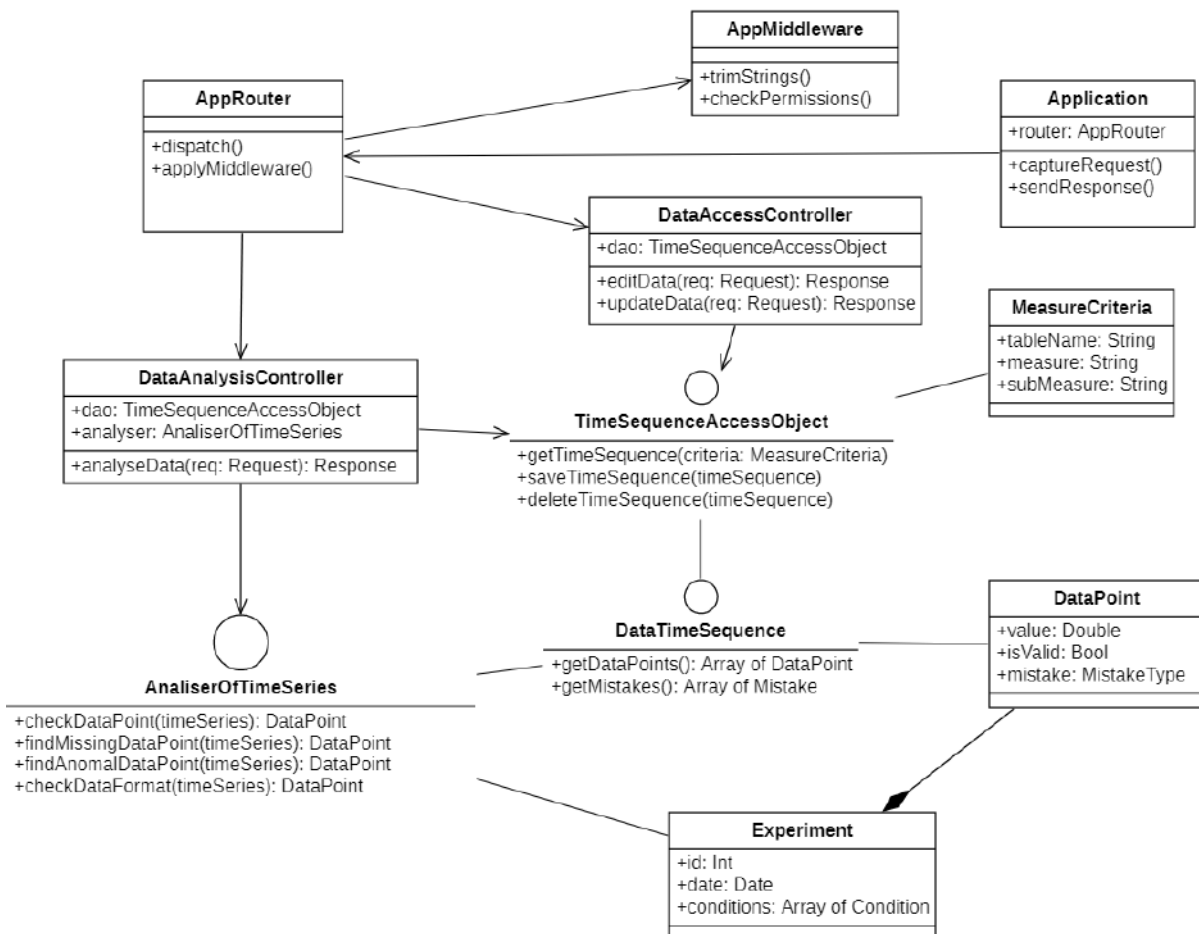 AppMiddleware
+trimStrings()
+checkPermissions()
AppRouter
+dispatch()
+applyMiddleware()
Application
+router: AppRouter
+captureRequest()
+sendResponse()
DataAccessController
+dao: TimeSequenceAccessObject
+editData(req: Request): Response
+updateData(req: Request): Response
MeasureCriteria
+tableName: String
+measure: String
+subMeasure: String
DataAnalysisController
+dao: TimeSequenceAccessObject
+analyser: AnaliserOfTimeSeries
+analyseData(req: Request): Response
TimeSequenceAccessObject
+getTimeSequence(criteria: MeasureCriteria)
+saveTimeSequence(timeSequence)
+deleteTimeSequence(timeSequence)
DataTimeSequence
+getDataPoints(): Array of DataPoint
+getMistakes(): Array of Mistake
DataPoint
+value: Double
+isValid: Bool
+mistake: MistakeType
AnaliserOfTimeSeries
+checkDataPoint(timeSeries): DataPoint
+findMissingDataPoint(timeSeries): DataPoint
+findAnomalDataPoint(timeSeries): DataPoint
+checkDataFormat(timeSeries): DataPoint
Experiment
+id: Int
+date: Date
+conditions: Array of Condition